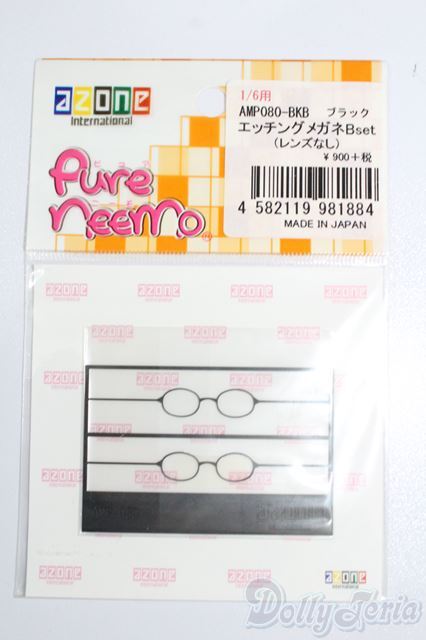 azone
International
Pure
neemo®
1/6用
AMP080-BKB ブラック
エッチングメガネBset
(レンズなし)
¥ 900+税
4 582119 981884
MADE IN JAPAN
azone
International
DollyTeria